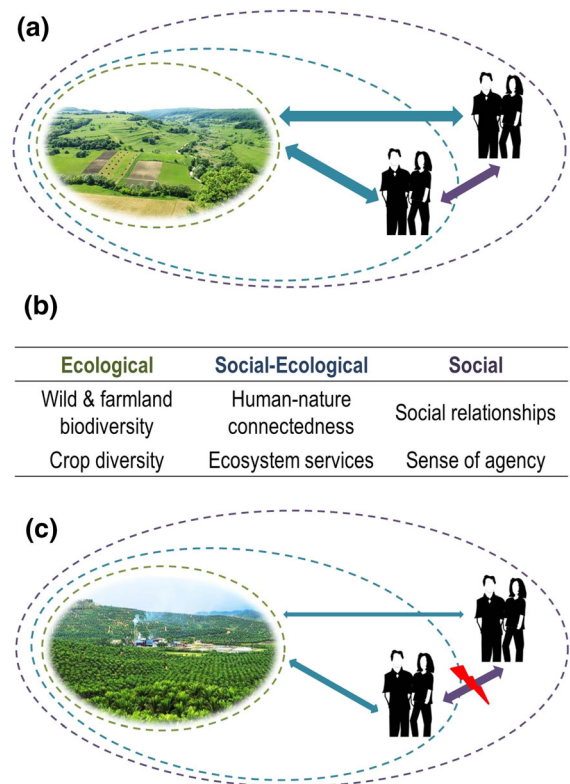 (a)
(b)
Ecological Social-Ecological Social
Wild & farmland biodiversity Human-nature connectedness Social relationships
Crop diversity Ecosystem services Sense of agency
(c)